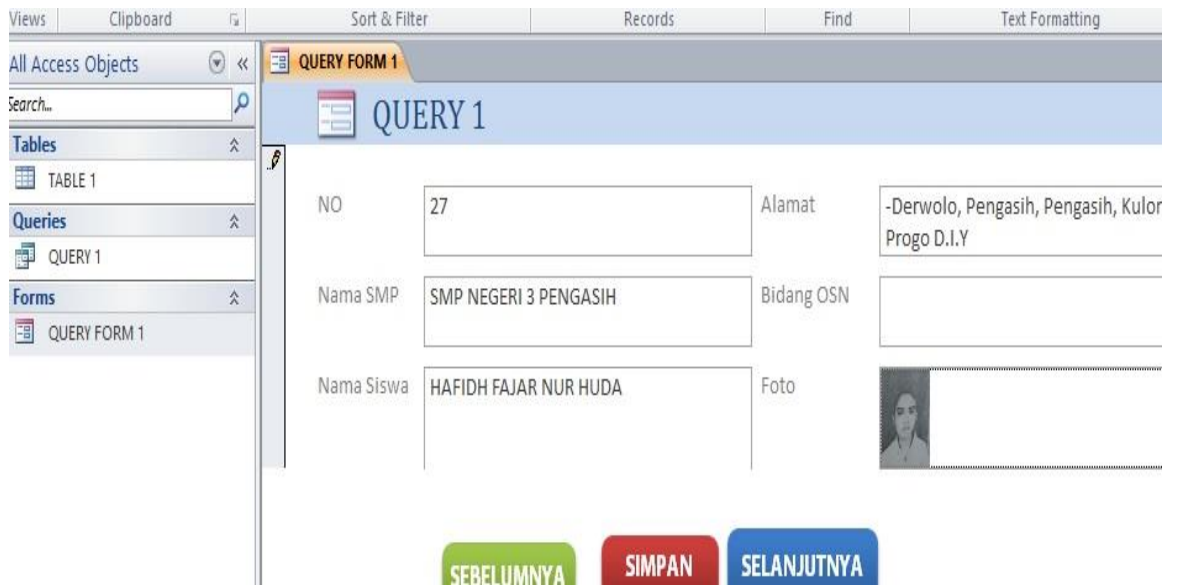 Views Clipboard Sort & Filter Records Find Text Formatting
All Access Objects
Search...
Tables
TABLE 1
Queries
QUERY 1
Forms
QUERY FORM 1
QUERY FORM 1
QUERY 1
NO 27 Alamat -Derwolo, Pengasih, Pengasih, Kulon
Progo D.I.Y
Nama SMP SMP NEGERI 3 PENGASIH Bidang OSN
Nama Siswa HAFIDH FAJAR NUR HUDA Foto
SEBELUMNYA SIMPAN SELANJUTNYA